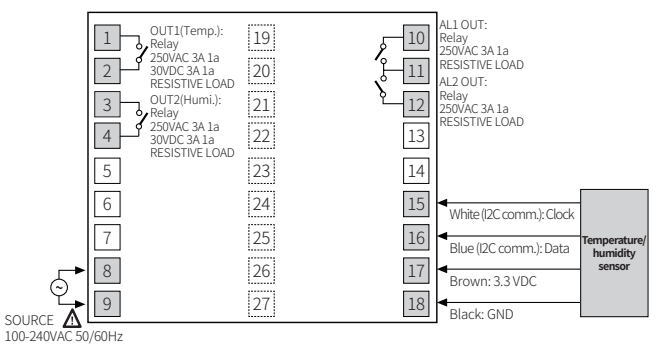 1
OUT1(Temp.):
Relay
250VAC 3A 1a
30VDC 3A 1a
RESISTIVE LOAD
2
3
OUT2(Humi.):
Relay
250VAC 3A 1a
30VDC 3A 1a
RESISTIVE LOAD
4
5
6
7
8
9
~
SOURCE
100-240VAC 50/60Hz
19
20
21
22
23
24
25
26
27
10
11
12
13
14
15
16
17
18
AL1 OUT:
Relay
250VAC 3A 1a
RESISTIVE LOAD
AL2 OUT:
Relay
250VAC 3A 1a
RESISTIVE LOAD
White (I2C comm.): Clock
Blue (I2C comm.): Data
Brown: 3.3 VDC
Black: GND
Temperature/
humidity
sensor